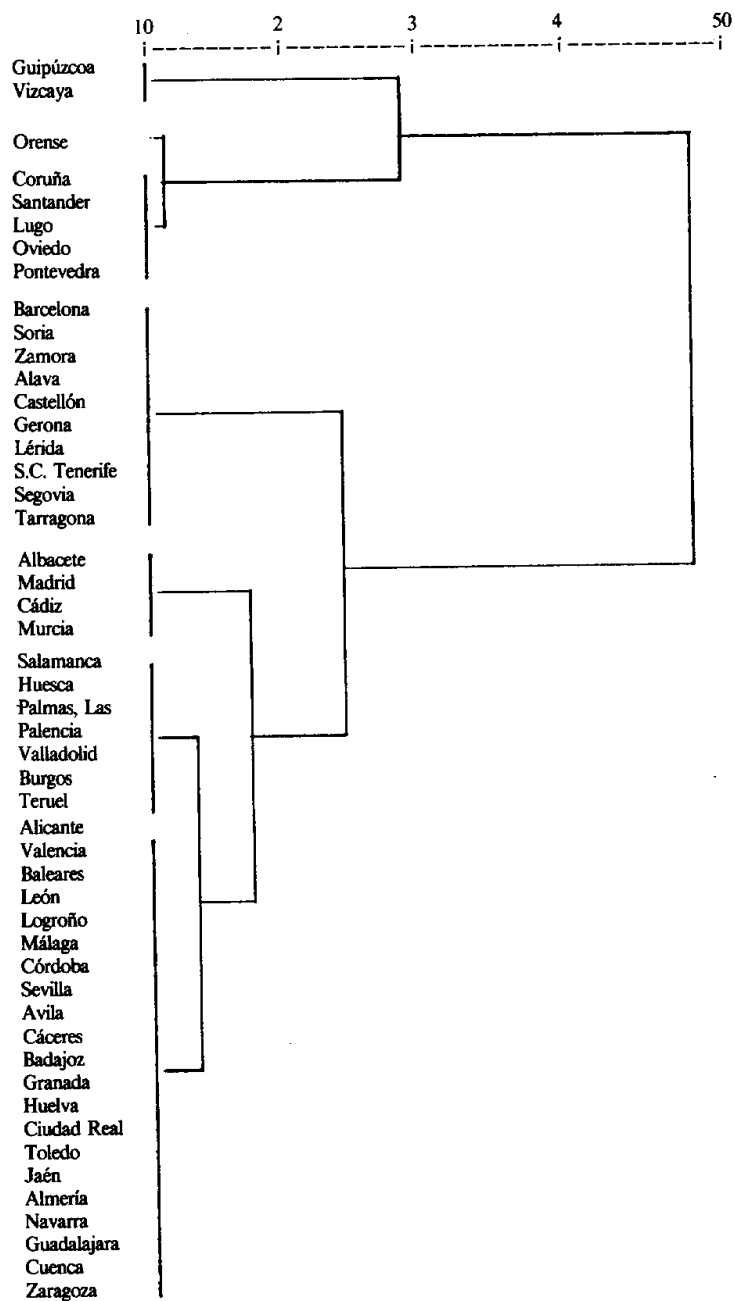 10 2 3 4 50
Guipúzcoa
Vizcaya
Orense
Coruña
Santander
Lugo
Oviedo
Pontevedra
Barcelona
Soria
Zamora
Alava
Castellón
Gerona
Lérida
S.C. Tenerife
Segovia
Tarragona
Albacete
Madrid
Cádiz
Murcia
Salamanca
Huesca
Palmas, Las
Palencia
Valladolid
Burgos
Teruel
Alicante
Valencia
Baleares
León
Logroño
Málaga
Córdoba
Sevilla
Avila
Cáceres
Badajoz
Granada
Huelva
Ciudad Real
Toledo
Jaén
Almería
Navarra
Guadalajara
Cuenca
Zaragoza